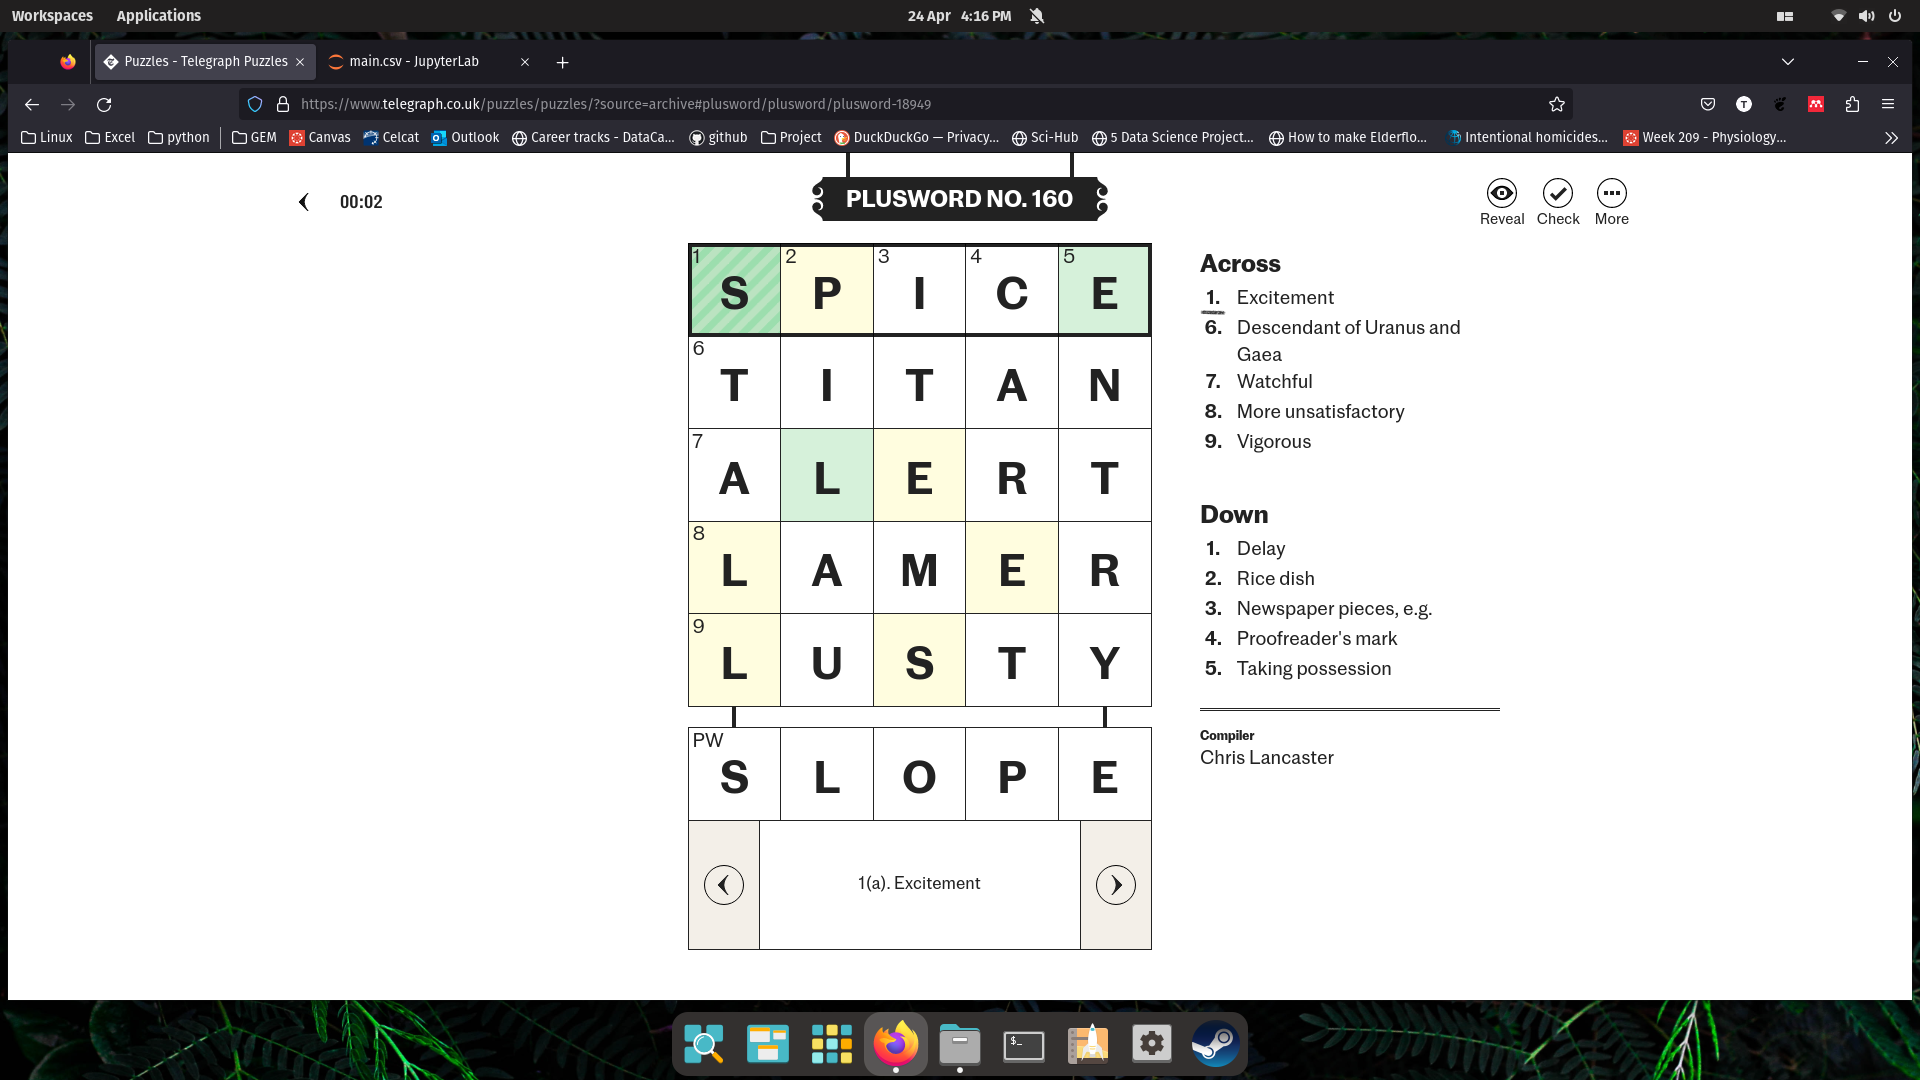 Workspaces Applications 24 Apr 4:16 PM
Puzzles - Telegraph Puzzles main.csv - JupyterLab
https://www.telegraph.co.uk/puzzles/puzzles/?source=archive#plusword/plusword/plusword-18949
Linux Excel python GEM Canvas Celcat Outlook Career tracks - DataCa... github Project DuckDuckGo — Privacy... Sci-Hub 5 Data Science Project... How to make Elderflo... Intentional homicides... Week 209 - Physiology...
00:02
PLUSWORD NO. 160
Reveal Check More
1 S 2 P 3 I 4 C 5 E
6 T I T A N
7 A L E R T
8 L A M E R
9 L U S T Y
PW S L O P E
1(a). Excitement
Across
1. Excitement
6. Descendant of Uranus and
Gaea
7. Watchful
8. More unsatisfactory
9. Vigorous
Down
1. Delay
2. Rice dish
3. Newspaper pieces, e.g.
4. Proofreader's mark
5. Taking possession
Compiler
Chris Lancaster
$_